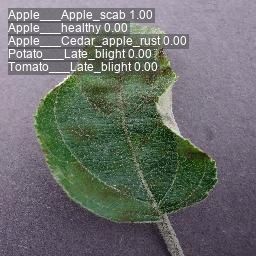 Apple___Apple_scab 1.00
Apple___healthy 0.00
Apple___Cedar_apple_rust 0.00
Potato___Late_blight 0.00
Tomato___Late_blight 0.00